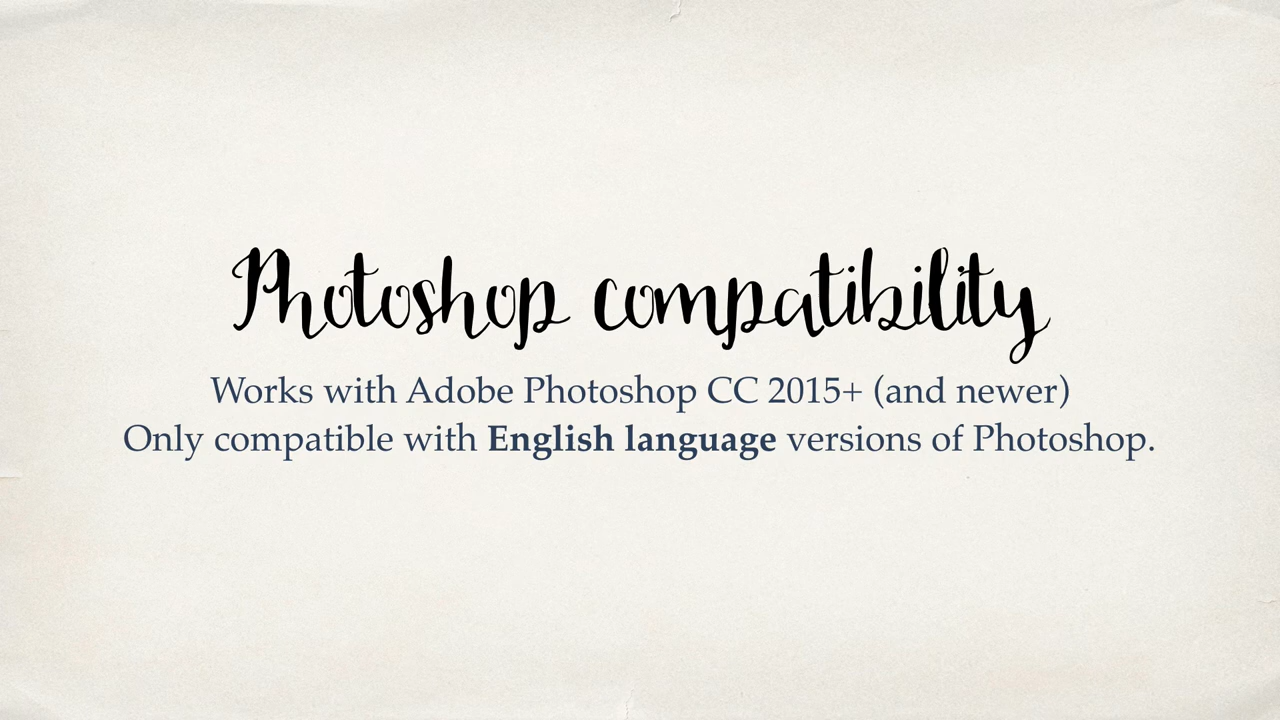 Photoshop compatibility
Works with Adobe Photoshop CC 2015+ (and newer)
Only compatible with English language versions of Photoshop.